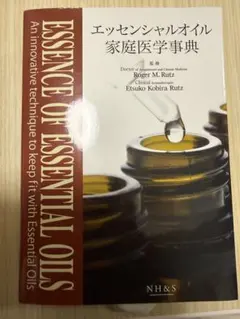 エッセンシャルオイル
家庭医学事典
監修
Roger M. Rutz
Etsuko Kobira Rutz
ESSENCE OF ESSENTIAL OILS
An innovative technique to keep fit with Essential Oils
NH&S